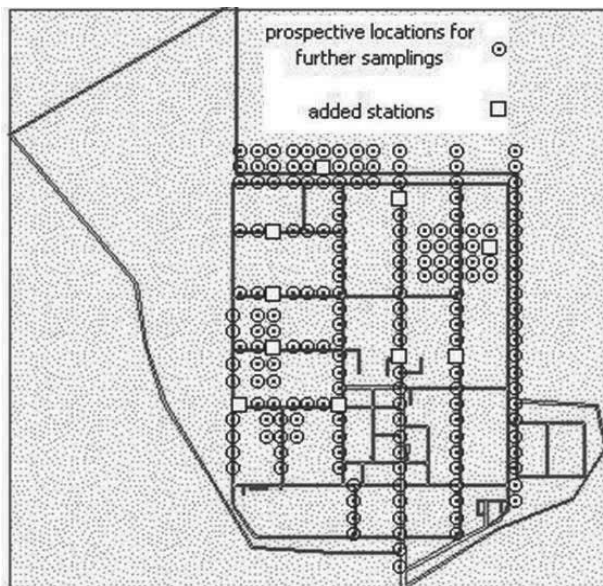 prospective locations for
further samplings
added stations